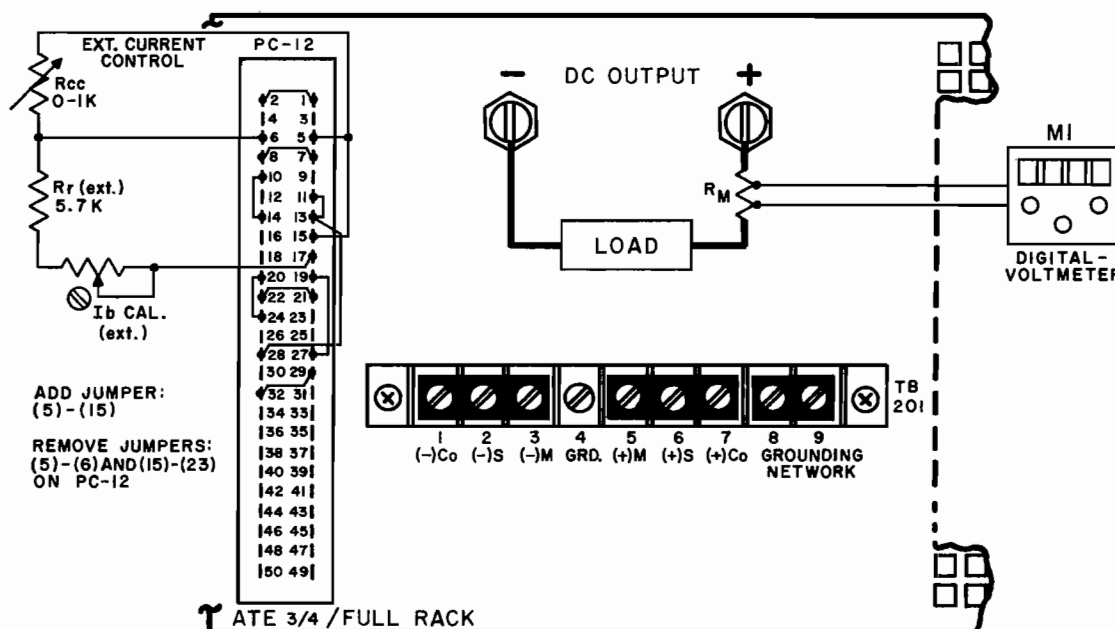 EXT. CURRENT
CONTROL
PC-12
Rcc
0-1K
Rr (ext.)
5.7 K
Ib CAL.
(ext.)
ADD JUMPER:
(5)-(15)
REMOVE JUMPERS:
(5)-(6) AND (15)-(23)
ON PC-12
2 1
4 3
6 5
8 7
10 9
12 11
14 13
16 15
18 17
20 19
22 21
24 23
26 25
28 27
30 29
32 31
34 33
36 35
38 37
40 39
42 41
44 43
46 45
48 47
50 49
- DC OUTPUT +
RM
LOAD
M1
DIGITAL-
VOLTMETER
TB
201
1 2 3 4 5 6 7 8 9
(-)Co (-)S (-)M GRD. (+)M (+)S (+)Co GROUNDING
NETWORK
ATE 3/4 / FULL RACK